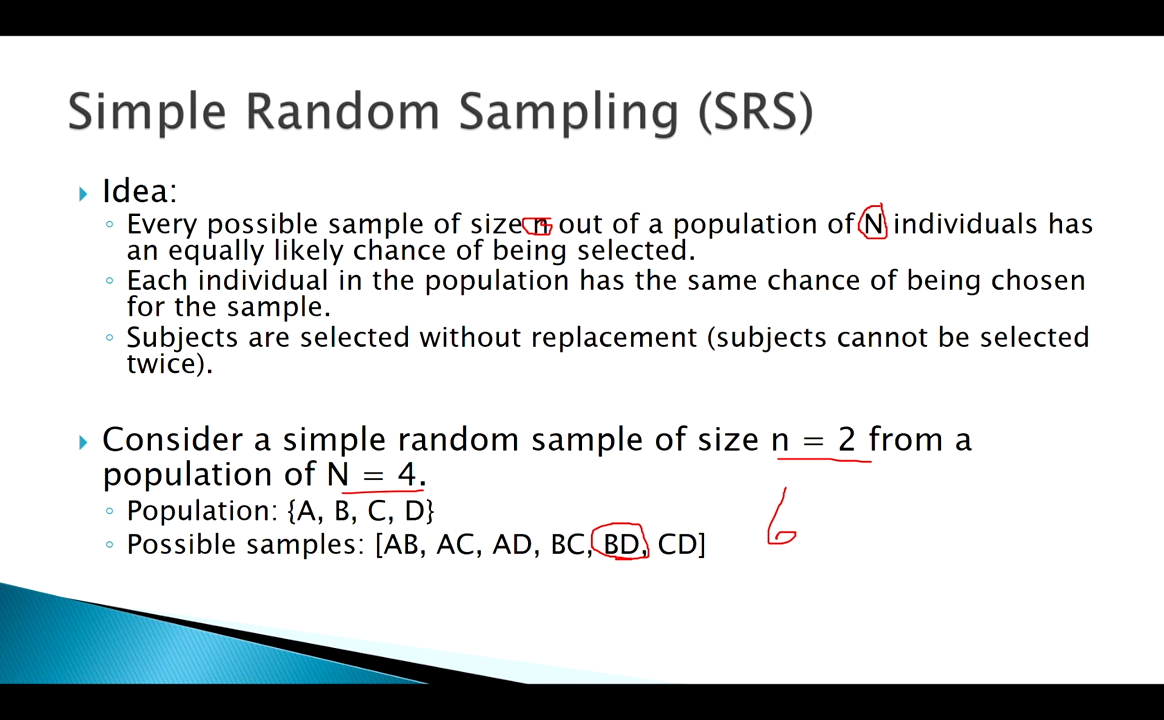 Simple Random Sampling (SRS)
Idea:
Every possible sample of size n out of a population of N individuals has
an equally likely chance of being selected.
Each individual in the population has the same chance of being chosen
for the sample.
Subjects are selected without replacement (subjects cannot be selected
twice).
Consider a simple random sample of size n = 2 from a
population of N = 4.
Population: {A, B, C, D}
Possible samples: [AB, AC, AD, BC, BD, CD]
6